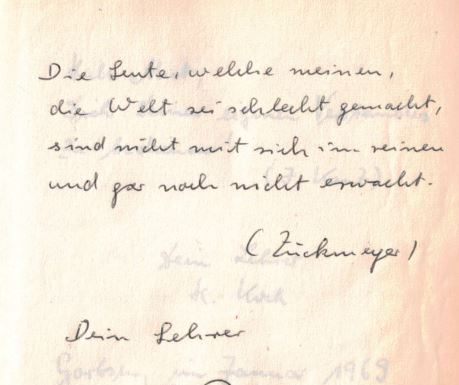 Die Leute, welche meinen,
die Welt sei schlecht gemacht,
sind nicht mit sich im reinen
und gar noch nicht erwacht.
(Zuckmeyer)
Dein Lehrer